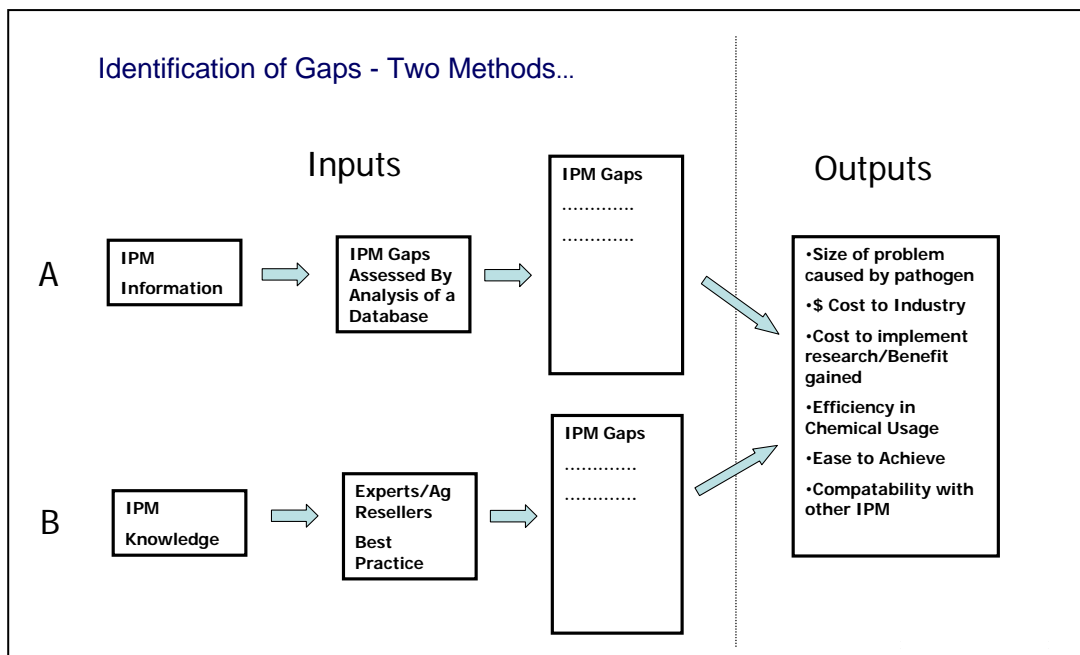 Identification of Gaps - Two Methods...
Inputs
Outputs
A
IPM
Information
IPM Gaps
Assessed By
Analysis of a
Database
IPM Gaps
.............
.............
B
IPM
Knowledge
Experts/Ag
Resellers
Best
Practice
IPM Gaps
.............
.............
•Size of problem
caused by pathogen
•$ Cost to Industry
•Cost to implement
research/Benefit
gained
•Efficiency in
Chemical Usage
•Ease to Achieve
•Compatability with
other IPM